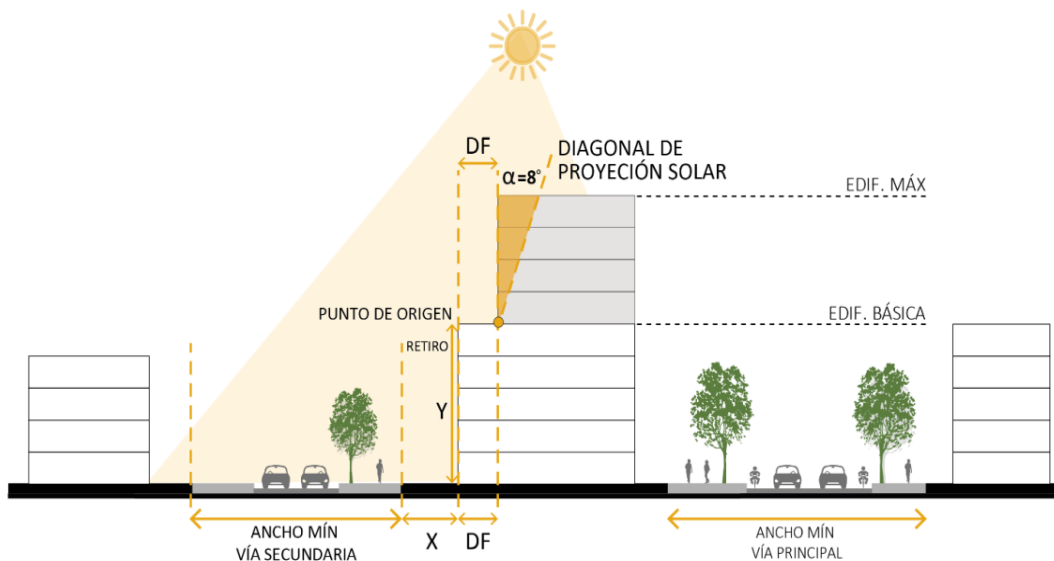 DF
DIAGONAL DE
PROYECIÓN SOLAR
α=8°
EDIF. MÁX
PUNTO DE ORIGEN
EDIF. BÁSICA
RETIRO
Y
ANCHO MÍN
VÍA SECUNDARIA
X
DF
ANCHO MÍN
VÍA PRINCIPAL